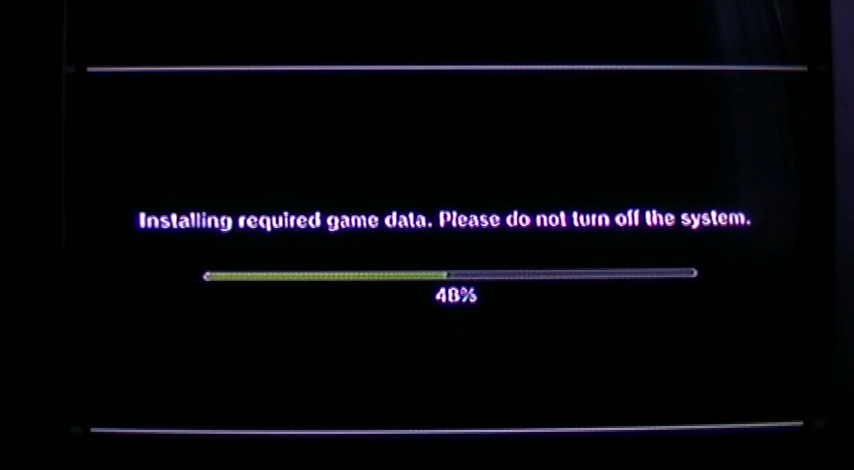 Installing required game data. Please do not turn off the system.
48%